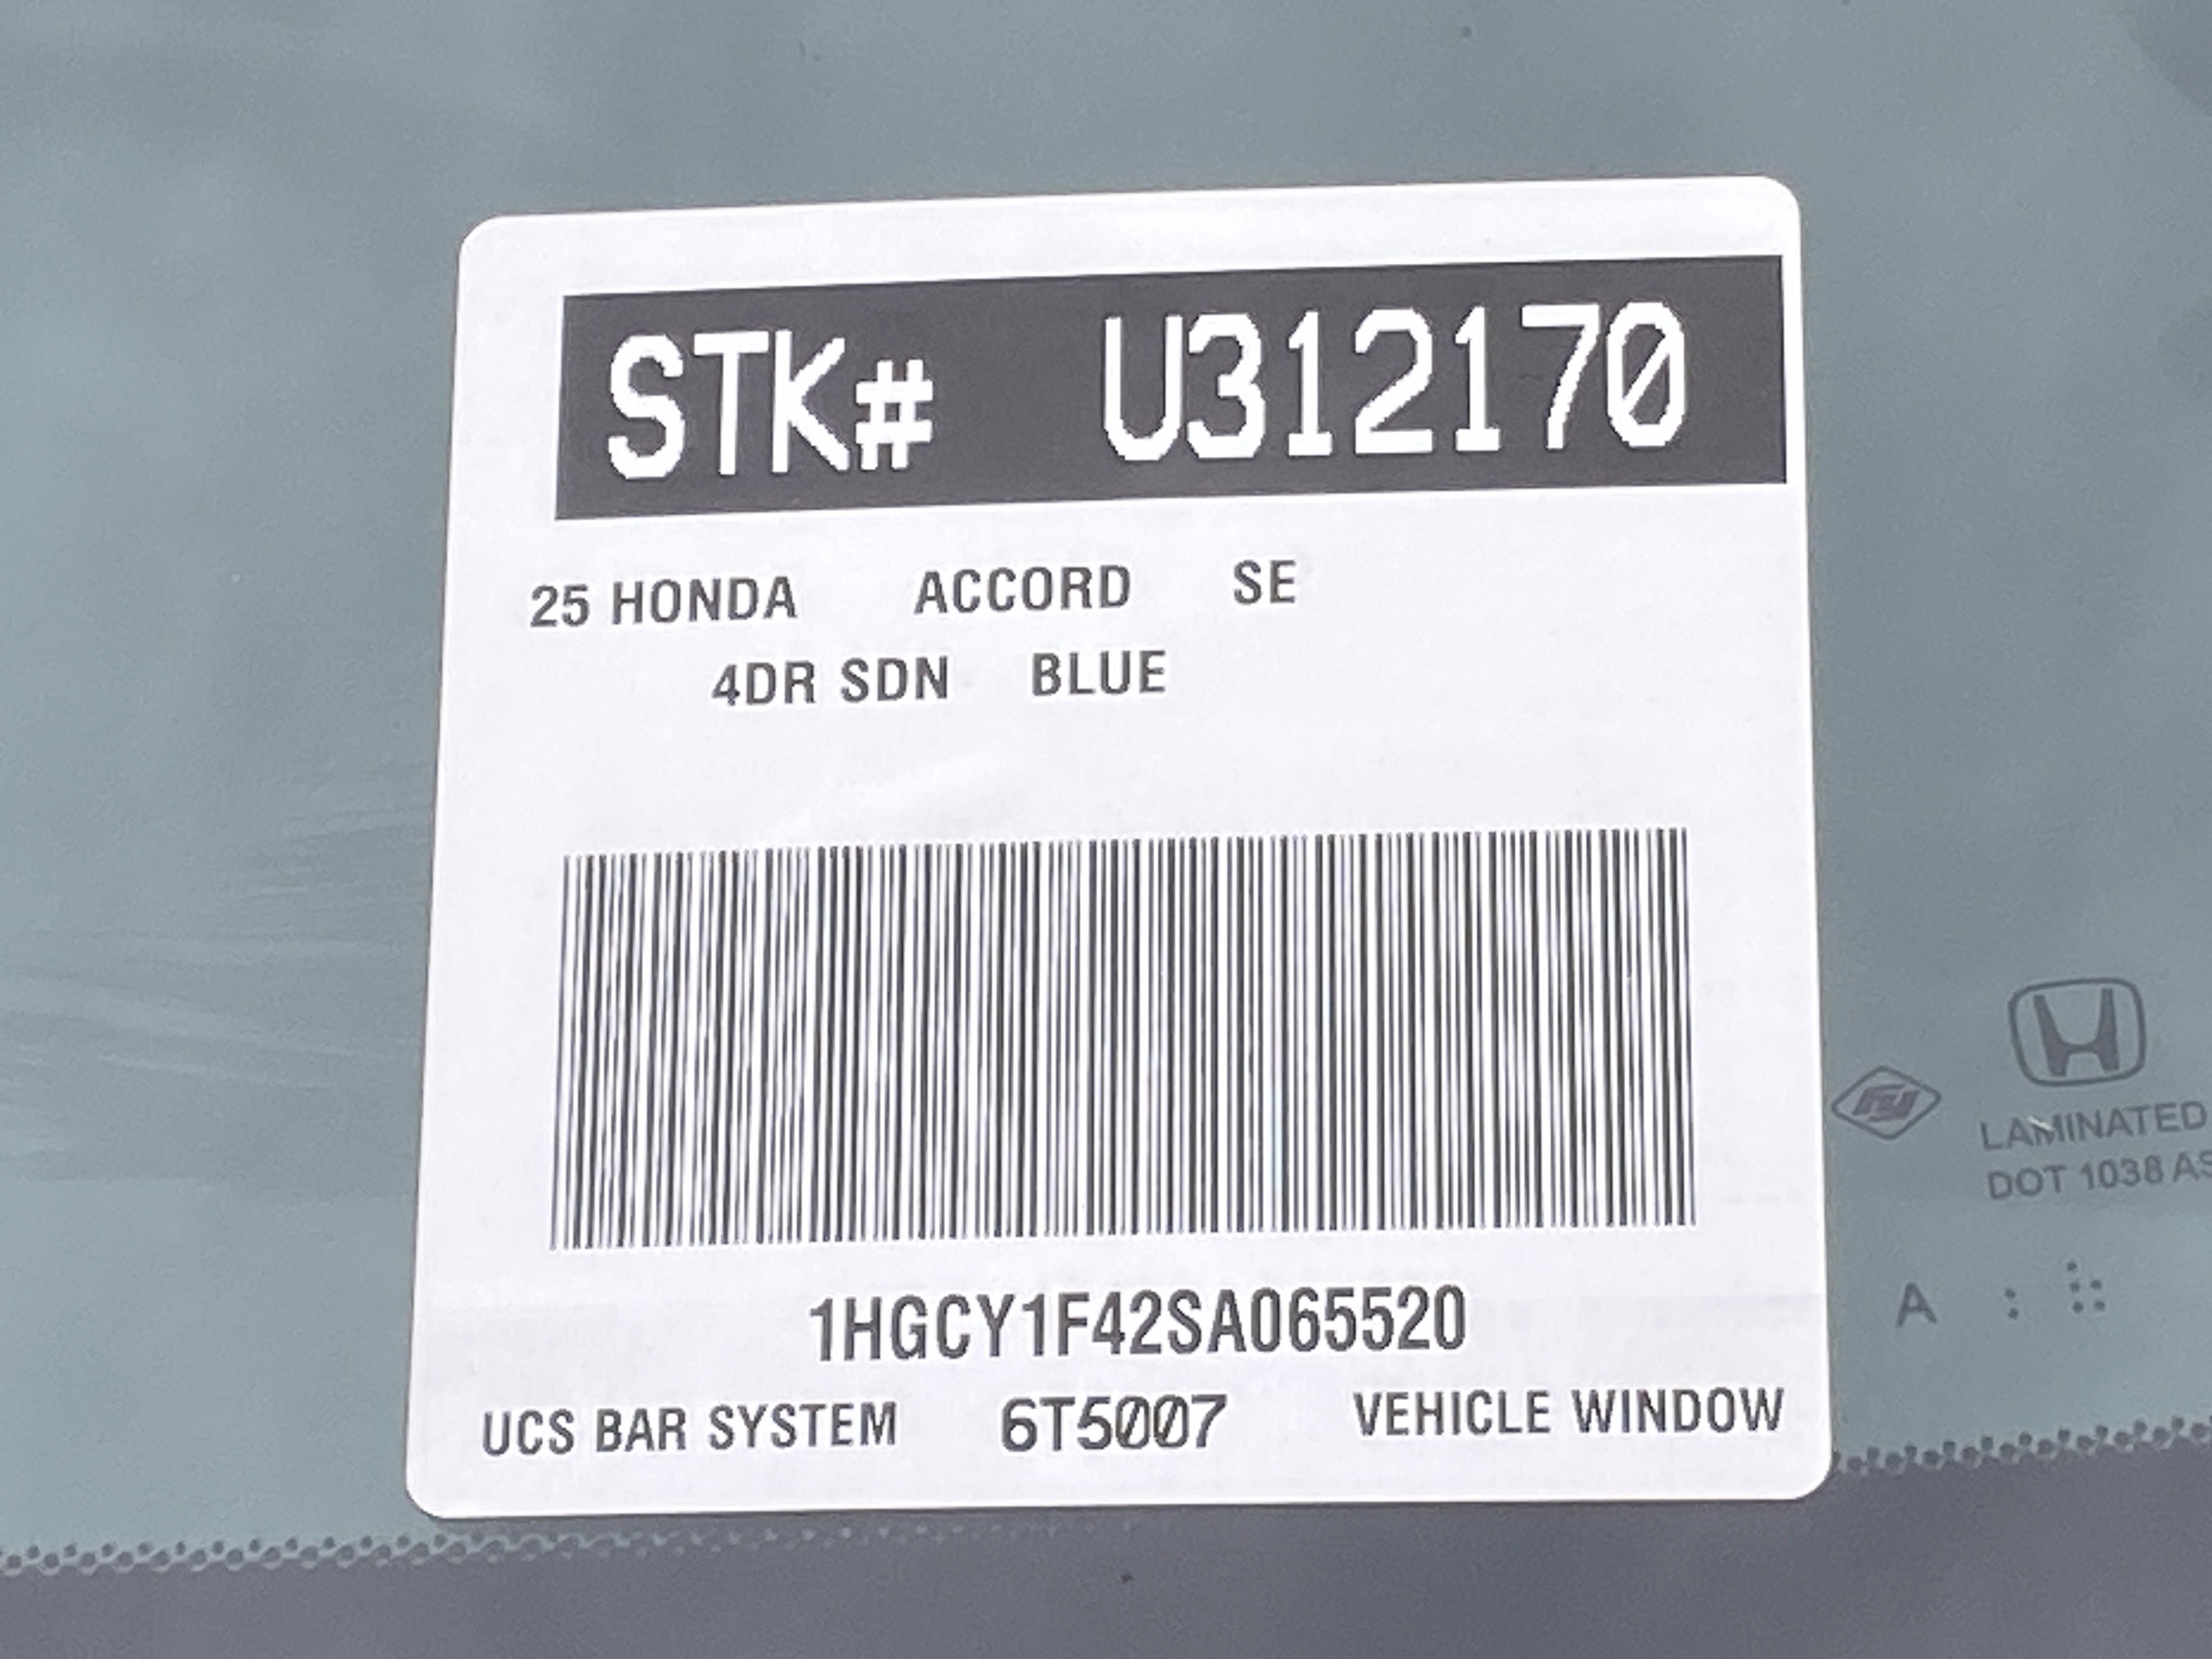 STK# U312170
25 HONDA ACCORD SE
4DR SDN BLUE
1HGCY1F42SA065520
UCS BAR SYSTEM 6T5007 VEHICLE WINDOW
LAMINATED
DOT 1038 AS
A